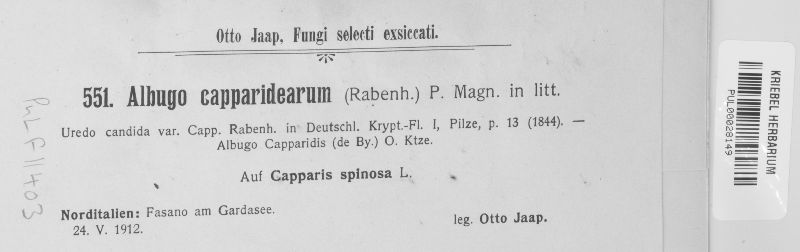 Otto Jaap, Fungi selecti exsiccati.
551. Albugo capparidearum (Rabenh.) P. Magn. in litt.
Uredo candida var. Capp. Rabenh. in Deutschl. Krypt.-Fl. I, Pilze, p. 13 (1844). —
Albugo Capparidis (de By.) O. Ktze.
Auf Capparis spinosa L.
Norditalien: Fasano am Gardasee.
24. V. 1912.
leg. Otto Jaap.
PUL F11403
KRIEBEL HERBARIUM
PUL00028149